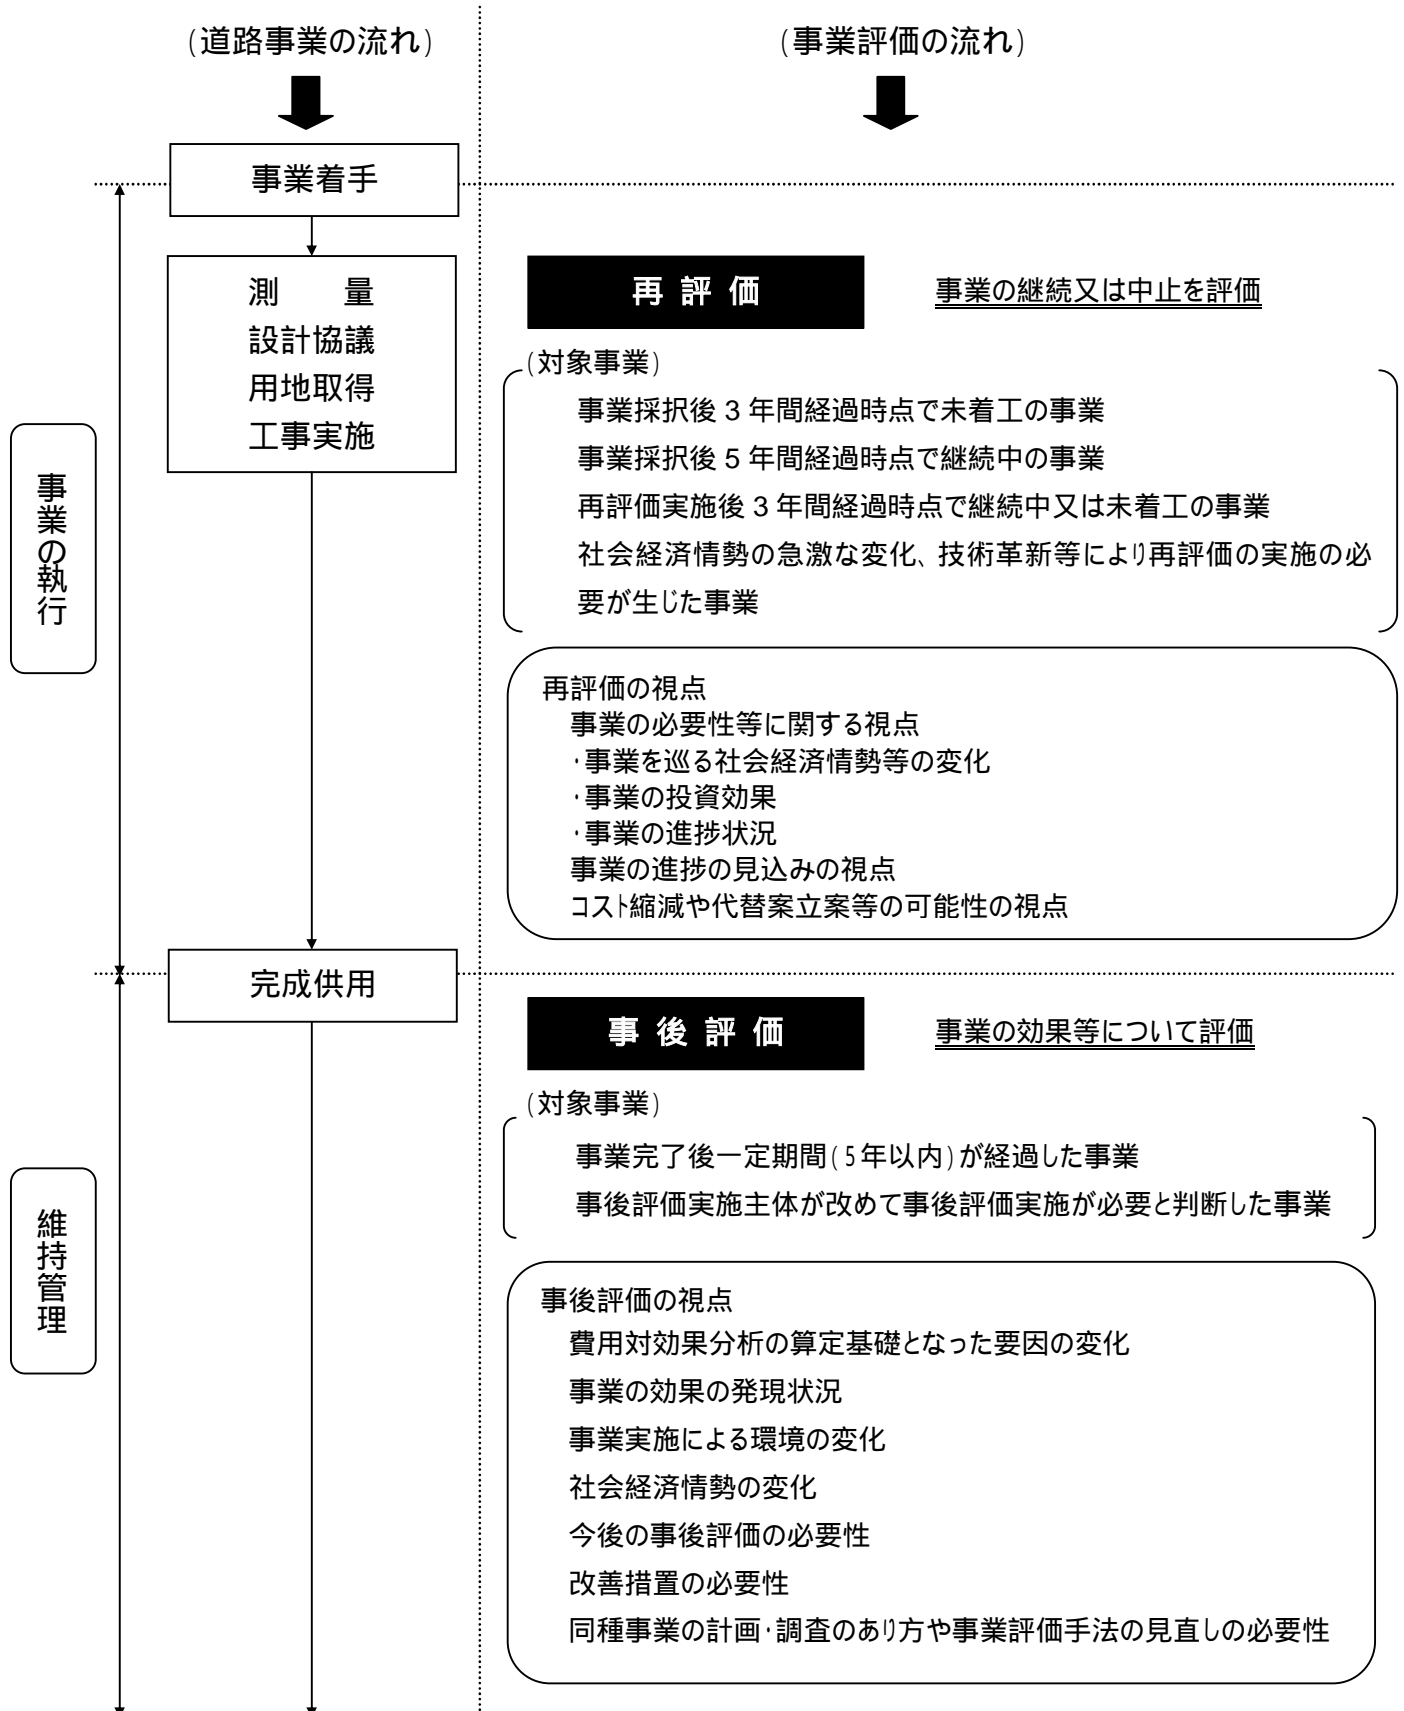 (道路事業の流れ)
(事業評価の流れ)
事業着手
測　　量
設計協議
用地取得
工事実施
事業の執行
再 評 価
事業の継続又は中止を評価
(対象事業)
事業採択後3年間経過時点で未着工の事業
事業採択後5年間経過時点で継続中の事業
再評価実施後3年間経過時点で継続中又は未着工の事業
社会経済情勢の急激な変化、技術革新等により再評価の実施の必
要が生じた事業
再評価の視点
事業の必要性等に関する視点
・事業を巡る社会経済情勢等の変化
・事業の投資効果
・事業の進捗状況
事業の進捗の見込みの視点
コスト縮減や代替案立案等の可能性の視点
完成供用
維持管理
事 後 評 価
事業の効果等について評価
(対象事業)
事業完了後一定期間(5年以内)が経過した事業
事後評価実施主体が改めて事後評価実施が必要と判断した事業
事後評価の視点
費用対効果分析の算定基礎となった要因の変化
事業の効果の発現状況
事業実施による環境の変化
社会経済情勢の変化
今後の事後評価の必要性
改善措置の必要性
同種事業の計画・調査のあり方や事業評価手法の見直しの必要性